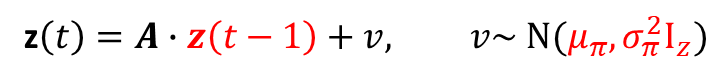 𝐳(𝑡) = 𝑨 · 𝒛(𝑡 − 1) + 𝑣, 𝑣~ N(𝜇_𝜋, 𝜎_𝜋^2 I_𝑧)